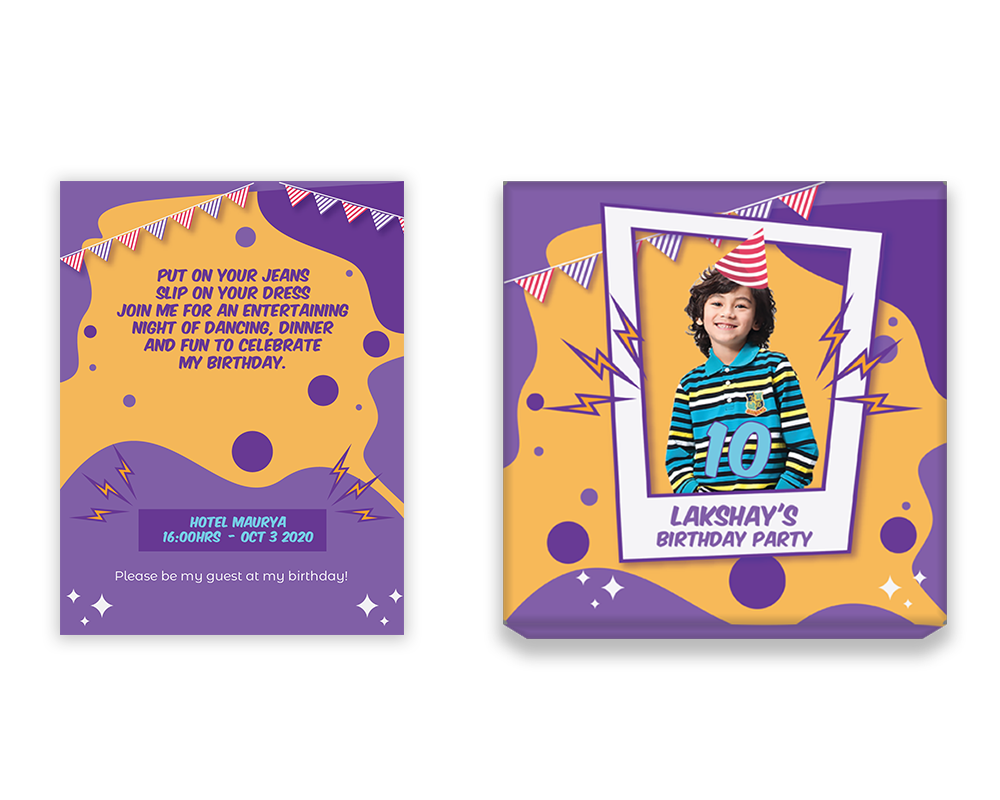 PUT ON YOUR JEANS
SLIP ON YOUR DRESS
JOIN ME FOR AN ENTERTAINING
NIGHT OF DANCING, DINNER
AND FUN TO CELEBRATE
MY BIRTHDAY.
HOTEL MAURYA
16:00HRS - OCT 3 2020
Please be my guest at my birthday!
10
LAKSHAY'S
BIRTHDAY PARTY